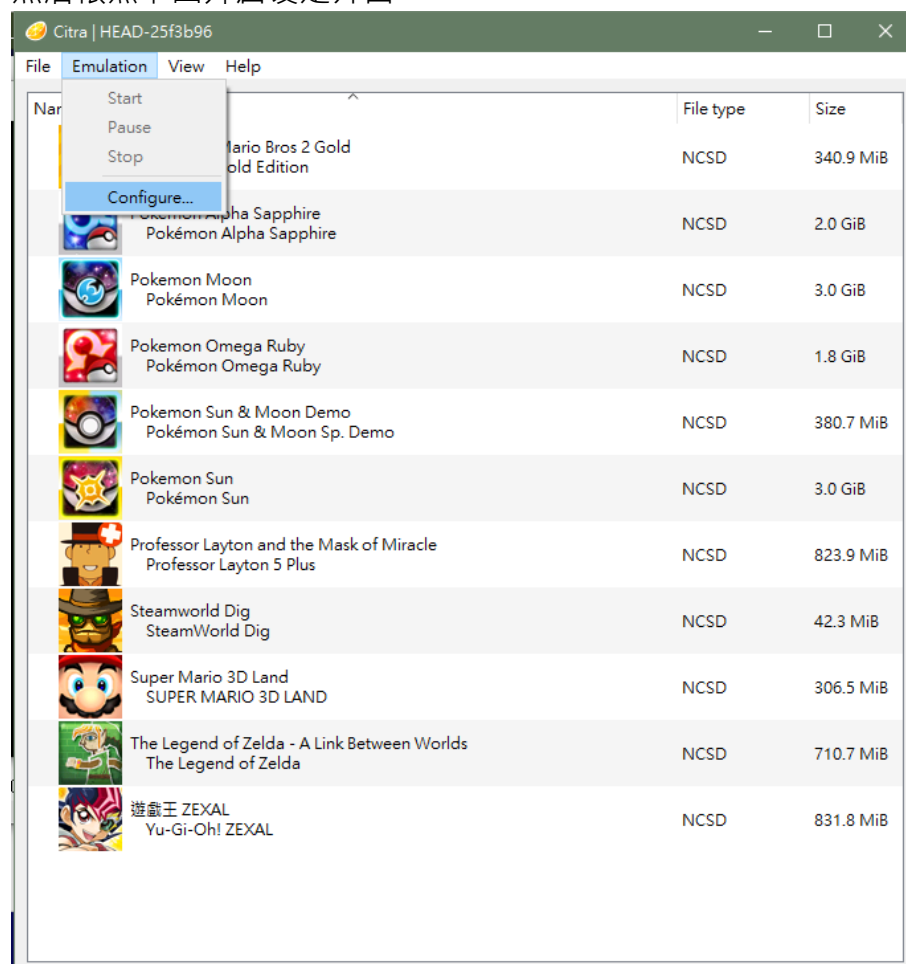 Citra | HEAD-25f3b96
File Emulation View Help
Start
Pause
Stop
Configure...
File type Size
Mario Bros 2 Gold
old Edition
NCSD 340.9 MiB
Pokemon Alpha Sapphire
Pokémon Alpha Sapphire
NCSD 2.0 GiB
Pokemon Moon
Pokémon Moon
NCSD 3.0 GiB
Pokemon Omega Ruby
Pokémon Omega Ruby
NCSD 1.8 GiB
Pokemon Sun & Moon Demo
Pokémon Sun & Moon Sp. Demo
NCSD 380.7 MiB
Pokemon Sun
Pokémon Sun
NCSD 3.0 GiB
Professor Layton and the Mask of Miracle
Professor Layton 5 Plus
NCSD 823.9 MiB
Steamworld Dig
SteamWorld Dig
NCSD 42.3 MiB
Super Mario 3D Land
SUPER MARIO 3D LAND
NCSD 306.5 MiB
The Legend of Zelda - A Link Between Worlds
The Legend of Zelda
NCSD 710.7 MiB
遊戲王 ZEXAL
Yu-Gi-Oh! ZEXAL
NCSD 831.8 MiB